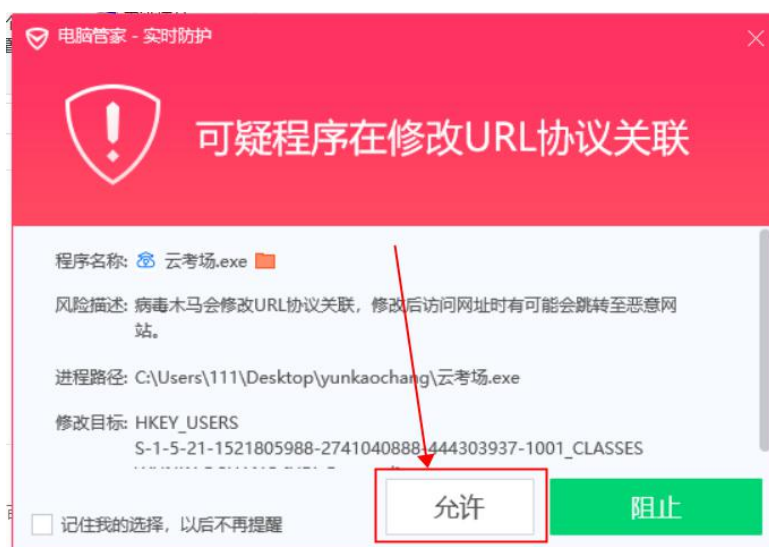 电脑管家 - 实时防护
可疑程序在修改URL协议关联
程序名称: 云考场.exe
风险描述: 病毒木马会修改URL协议关联，修改后访问网址时有可能会跳转至恶意网
站。
进程路径: C:\Users\111\Desktop\yunkaochang\云考场.exe
修改目标: HKEY_USERS
S-1-5-21-1521805988-2741040888-444303937-1001_CLASSES
记住我的选择，以后不再提醒
允许
阻止